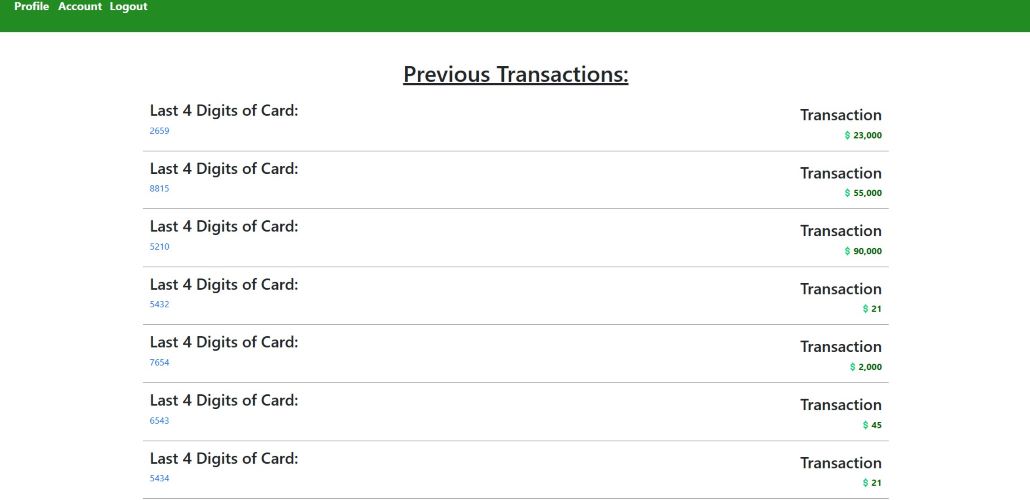 Profile Account Logout
Previous Transactions:
Last 4 Digits of Card:
Transaction
2659
$ 23,000
Last 4 Digits of Card:
Transaction
8815
$ 55,000
Last 4 Digits of Card:
Transaction
5210
$ 90,000
Last 4 Digits of Card:
Transaction
5432
$ 21
Last 4 Digits of Card:
Transaction
7654
$ 2,000
Last 4 Digits of Card:
Transaction
6543
$ 45
Last 4 Digits of Card:
Transaction
5434
$ 21